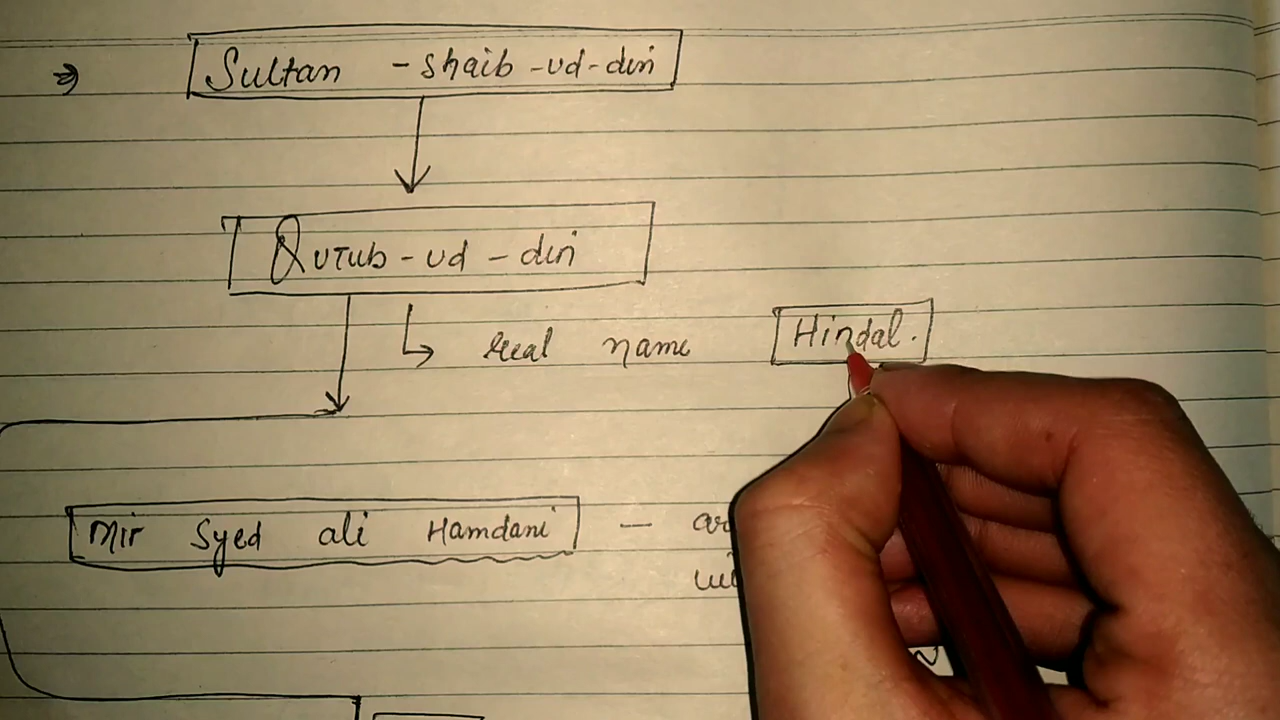 Sultan - Shaib-ud-din
Qutub-ud-din
real name Hindal.
Mir Syed ali Hamdani —